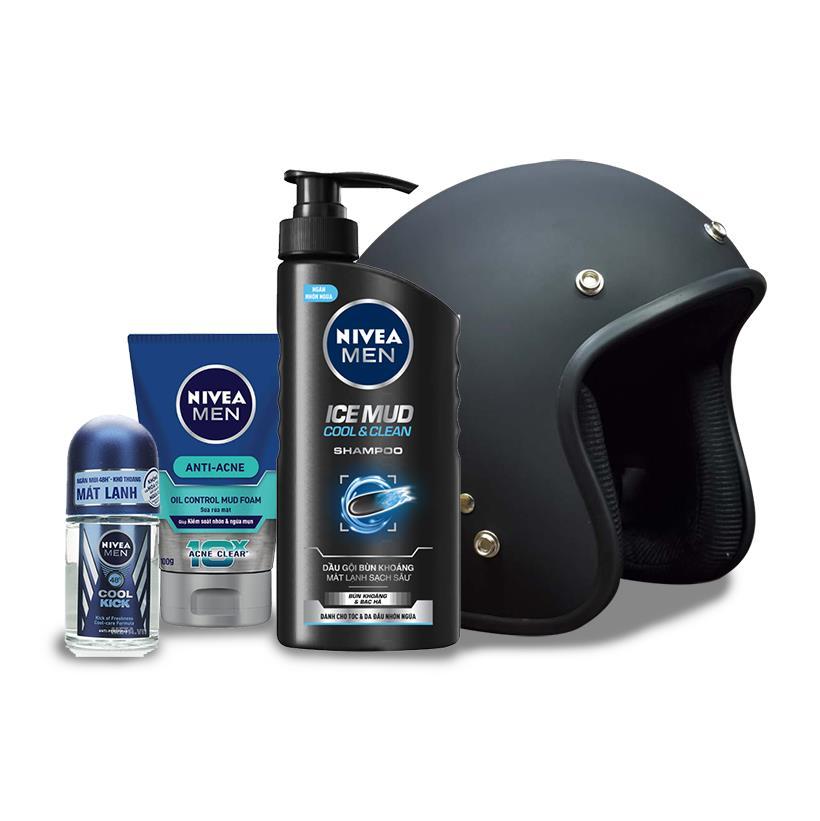 NGĂN
NHỜN NGỨA
NIVEA
MEN
ICE MUD
COOL & CLEAN
SHAMPOO
DẦU GỘI BÙN KHOÁNG
MÁT LẠNH SẠCH SÂU
BÙN KHOÁNG
& BẠC HÀ
DÀNH CHO TÓC & DA ĐẦU NHỜN NGỨA
NIVEA
MEN
ANTI-ACNE
OIL CONTROL MUD FOAM
Sữa rửa mặt
Giúp Kiểm soát nhờn & ngừa mụn
10X
ACNE CLEAR
100g
NGĂN MÙI 48H - KHÔ THOÁNG
MÁT LẠNH
NIVEA
MEN
48H
COOL
KICK
Kick of Freshness
Cool-care Formula